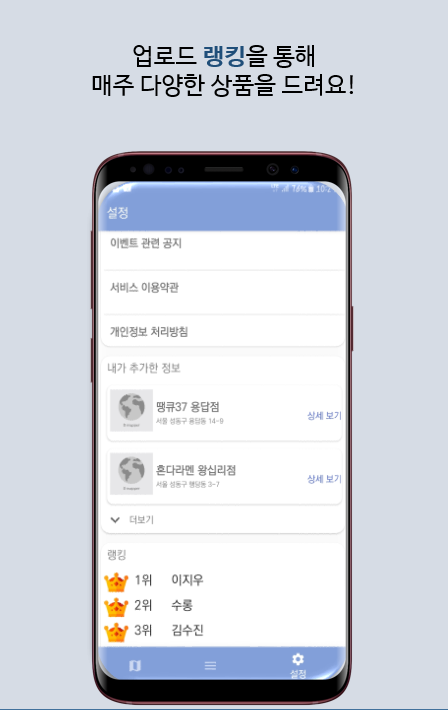 업로드 랭킹을 통해
매주 다양한 상품을 드려요!
78% 10:2
설정
이벤트 관련 공지
서비스 이용약관
개인정보 처리방침
내가 추가한 정보
땡큐37 응답점
서울 성동구 용답동 14-9
상세 보기
혼다라멘 왕십리점
서울 성동구 행당동 3-7
상세 보기
더보기
랭킹
1위 이지우
2위 수롱
3위 김수진
설정